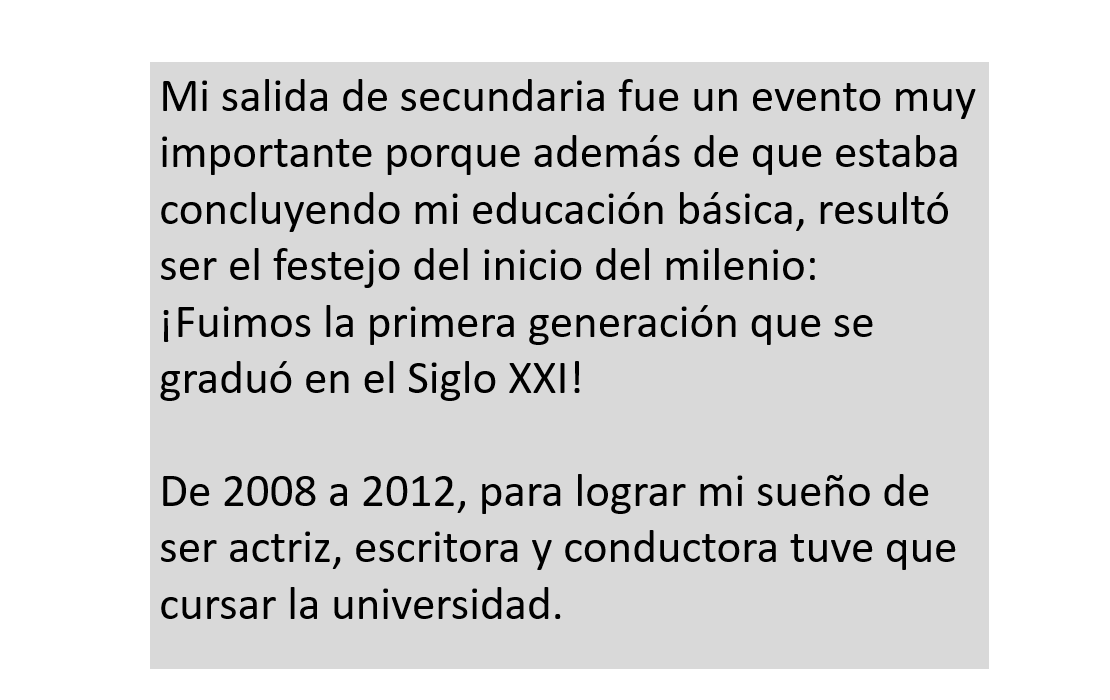 Mi salida de secundaria fue un evento muy
importante porque además de que estaba
concluyendo mi educación básica, resultó
ser el festejo del inicio del milenio:
¡Fuimos la primera generación que se
graduó en el Siglo XXI!
De 2008 a 2012, para lograr mi sueño de
ser actriz, escritora y conductora tuve que
cursar la universidad.